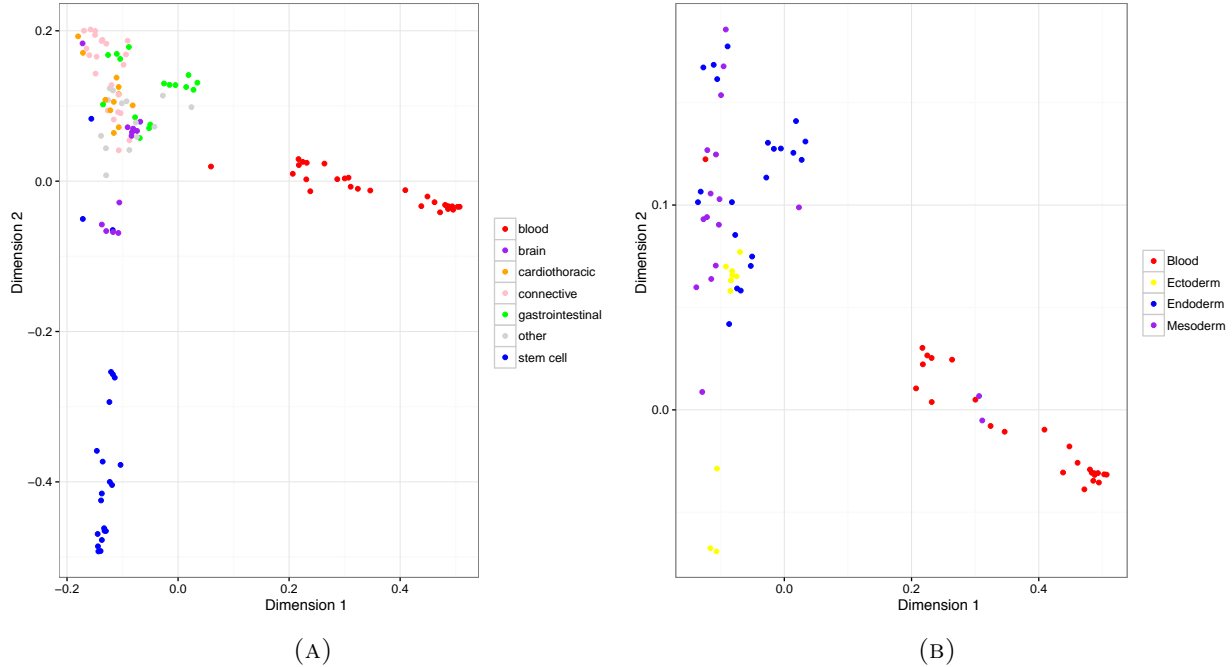 0.2
0.0
−0.2
−0.4
Dimension 2
−0.2
0.0
0.2
0.4
Dimension 1
blood
brain
cardiothoracic
connective
gastrointestinal
other
stem cell
(A)
0.1
0.0
Dimension 2
0.0
0.2
0.4
Dimension 1
Blood
Ectoderm
Endoderm
Mesoderm
(B)